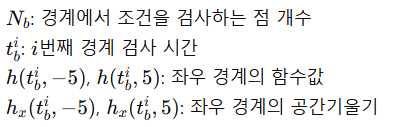 N_b: 경계에서 조건을 검사하는 점 개수
t_b^i: i번째 경계 검사 시간
h(t_b^i, −5), h(t_b^i, 5): 좌우 경계의 함수값
h_x(t_b^i, −5), h_x(t_b^i, 5): 좌우 경계의 공간기울기